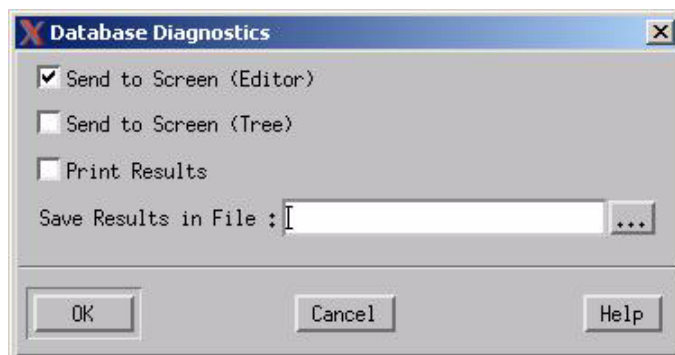 Database Diagnostics
Send to Screen (Editor)
Send to Screen (Tree)
Print Results
Save Results in File :
...
OK Cancel Help